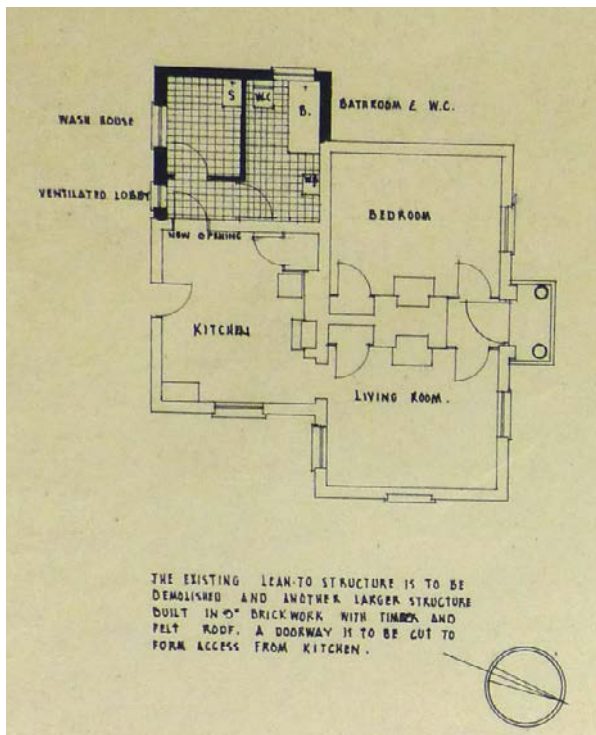 S
W.C.
B.
BATHROOM & W.C.
WASH HOUSE
VENTILATED LOBBY
W.B.
BEDROOM
NEW OPENING
KITCHEN
LIVING ROOM.
THE EXISTING LEAN-TO STRUCTURE IS TO BE
DEMOLISHED AND ANOTHER LARGER STRUCTURE
BUILT IN 9" BRICKWORK WITH TIMBER AND
FELT ROOF. A DOORWAY IS TO BE CUT TO
FORM ACCESS FROM KITCHEN.